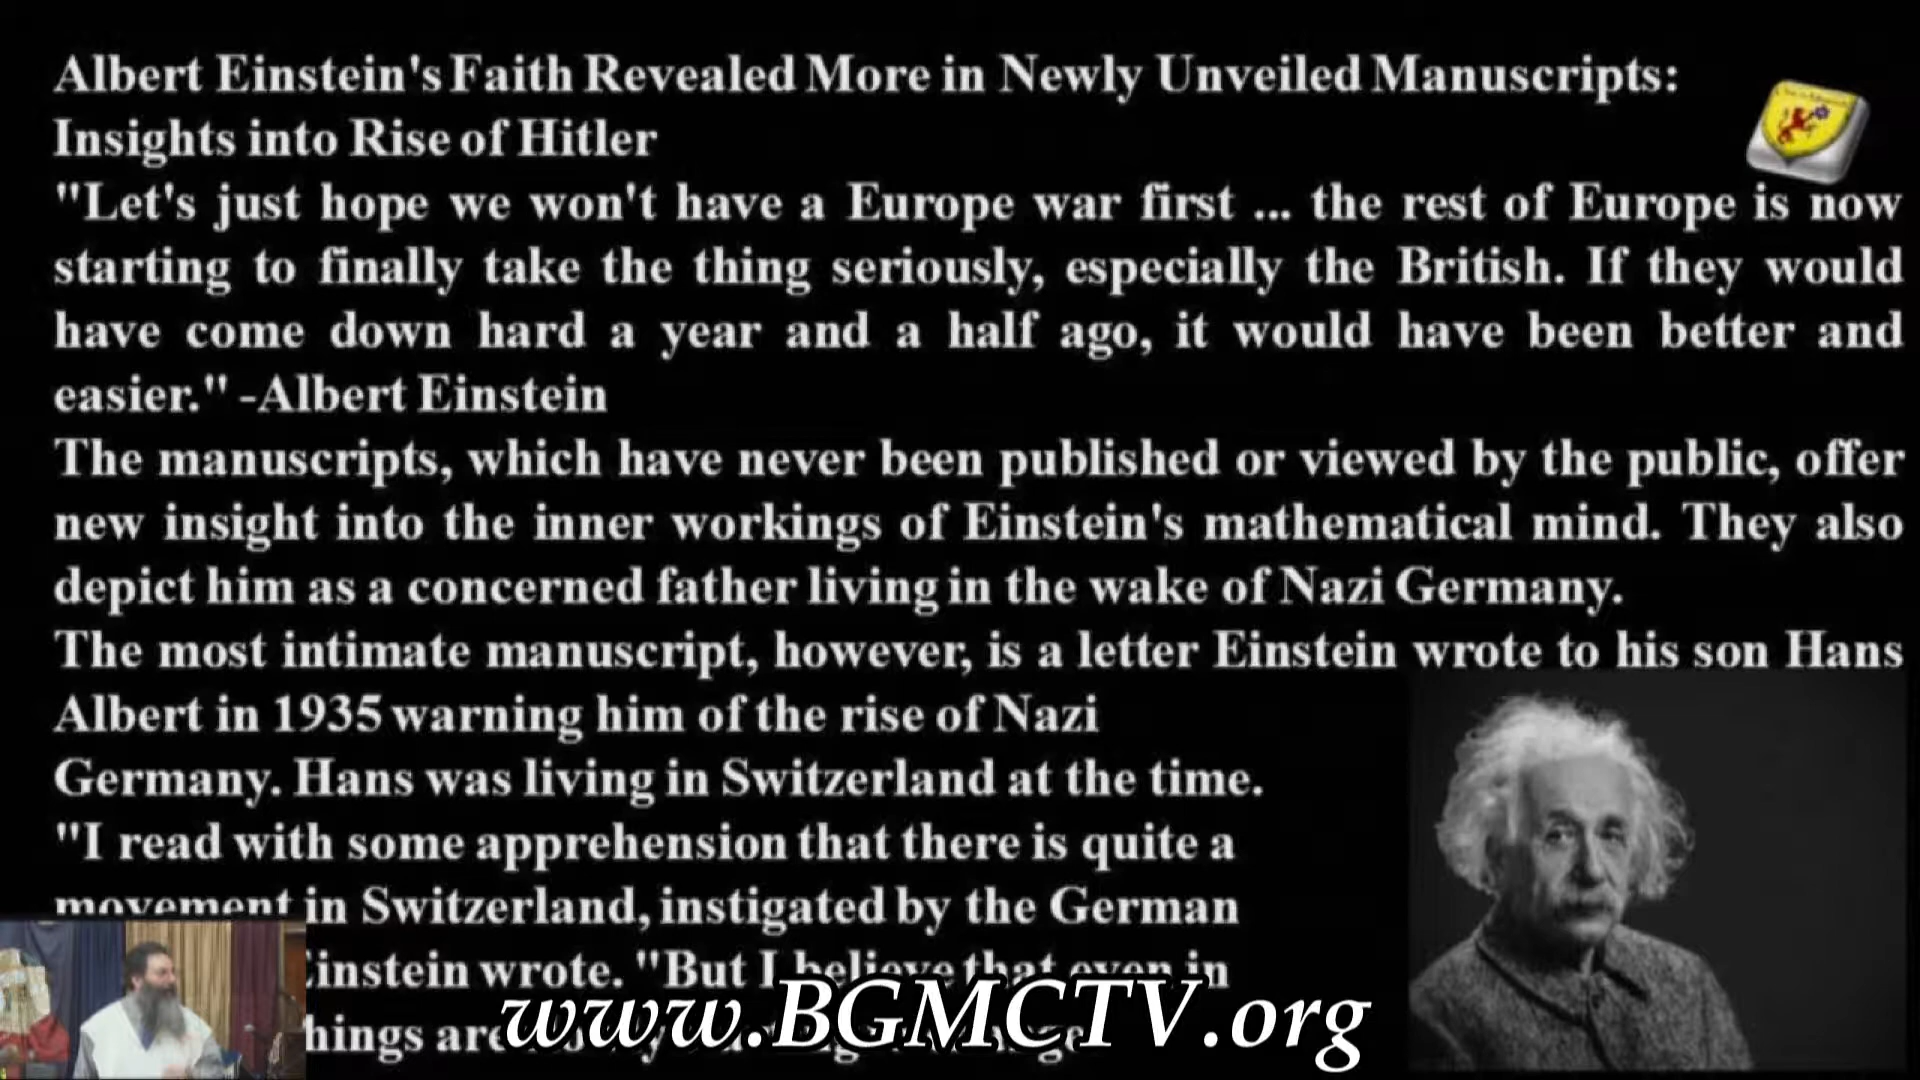 Albert Einstein's Faith Revealed More in Newly Unveiled Manuscripts:
Insights into Rise of Hitler
"Let's just hope we won't have a Europe war first ... the rest of Europe is now
starting to finally take the thing seriously, especially the British. If they would
have come down hard a year and a half ago, it would have been better and
easier." -Albert Einstein
The manuscripts, which have never been published or viewed by the public, offer
new insight into the inner workings of Einstein's mathematical mind. They also
depict him as a concerned father living in the wake of Nazi Germany.
The most intimate manuscript, however, is a letter Einstein wrote to his son Hans
Albert in 1935 warning him of the rise of Nazi
Germany. Hans was living in Switzerland at the time.
"I read with some apprehension that there is quite a
movement in Switzerland, instigated by the German
Einstein wrote. "But I believe that even in
things are
www.BGMCTV.org